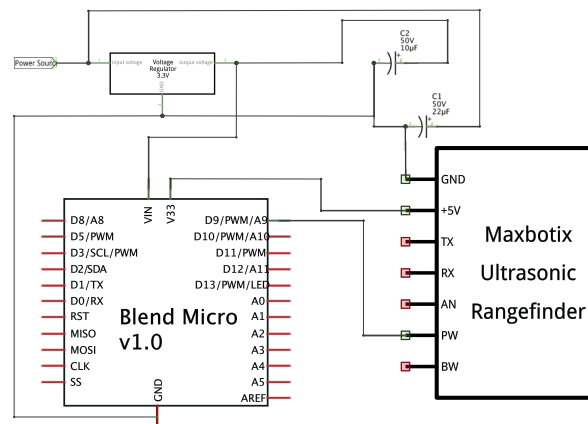 C2
50V
10μF
Power Sour
input voltage
Voltage
Regulator
3.3V
output voltage
GND
C1
50V
22μF
GND
+5V
TX
RX
AN
PW
BW
Maxbotix
Ultrasonic
Rangefinder
VIN
V33
D8/A8
D5/PWM
D3/SCL/PWM
D2/SDA
D1/TX
D0/RX
RST
MISO
MOSI
CLK
SS
Blend Micro
v1.0
D9/PWM/A9
D10/PWM/A10
D11/PWM
D12/A11
D13/PWM/LED
A0
A1
A2
A3
A4
A5
AREF
GND